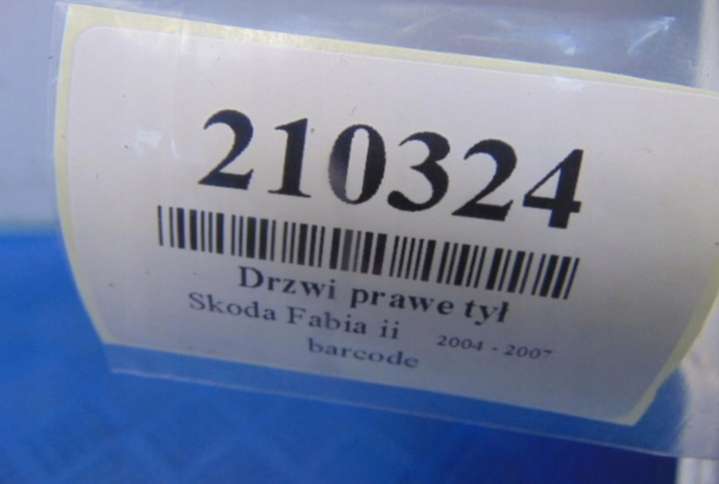 210324
Drzwi prawe tył
Skoda Fabia ii 2004 - 2007
barcode